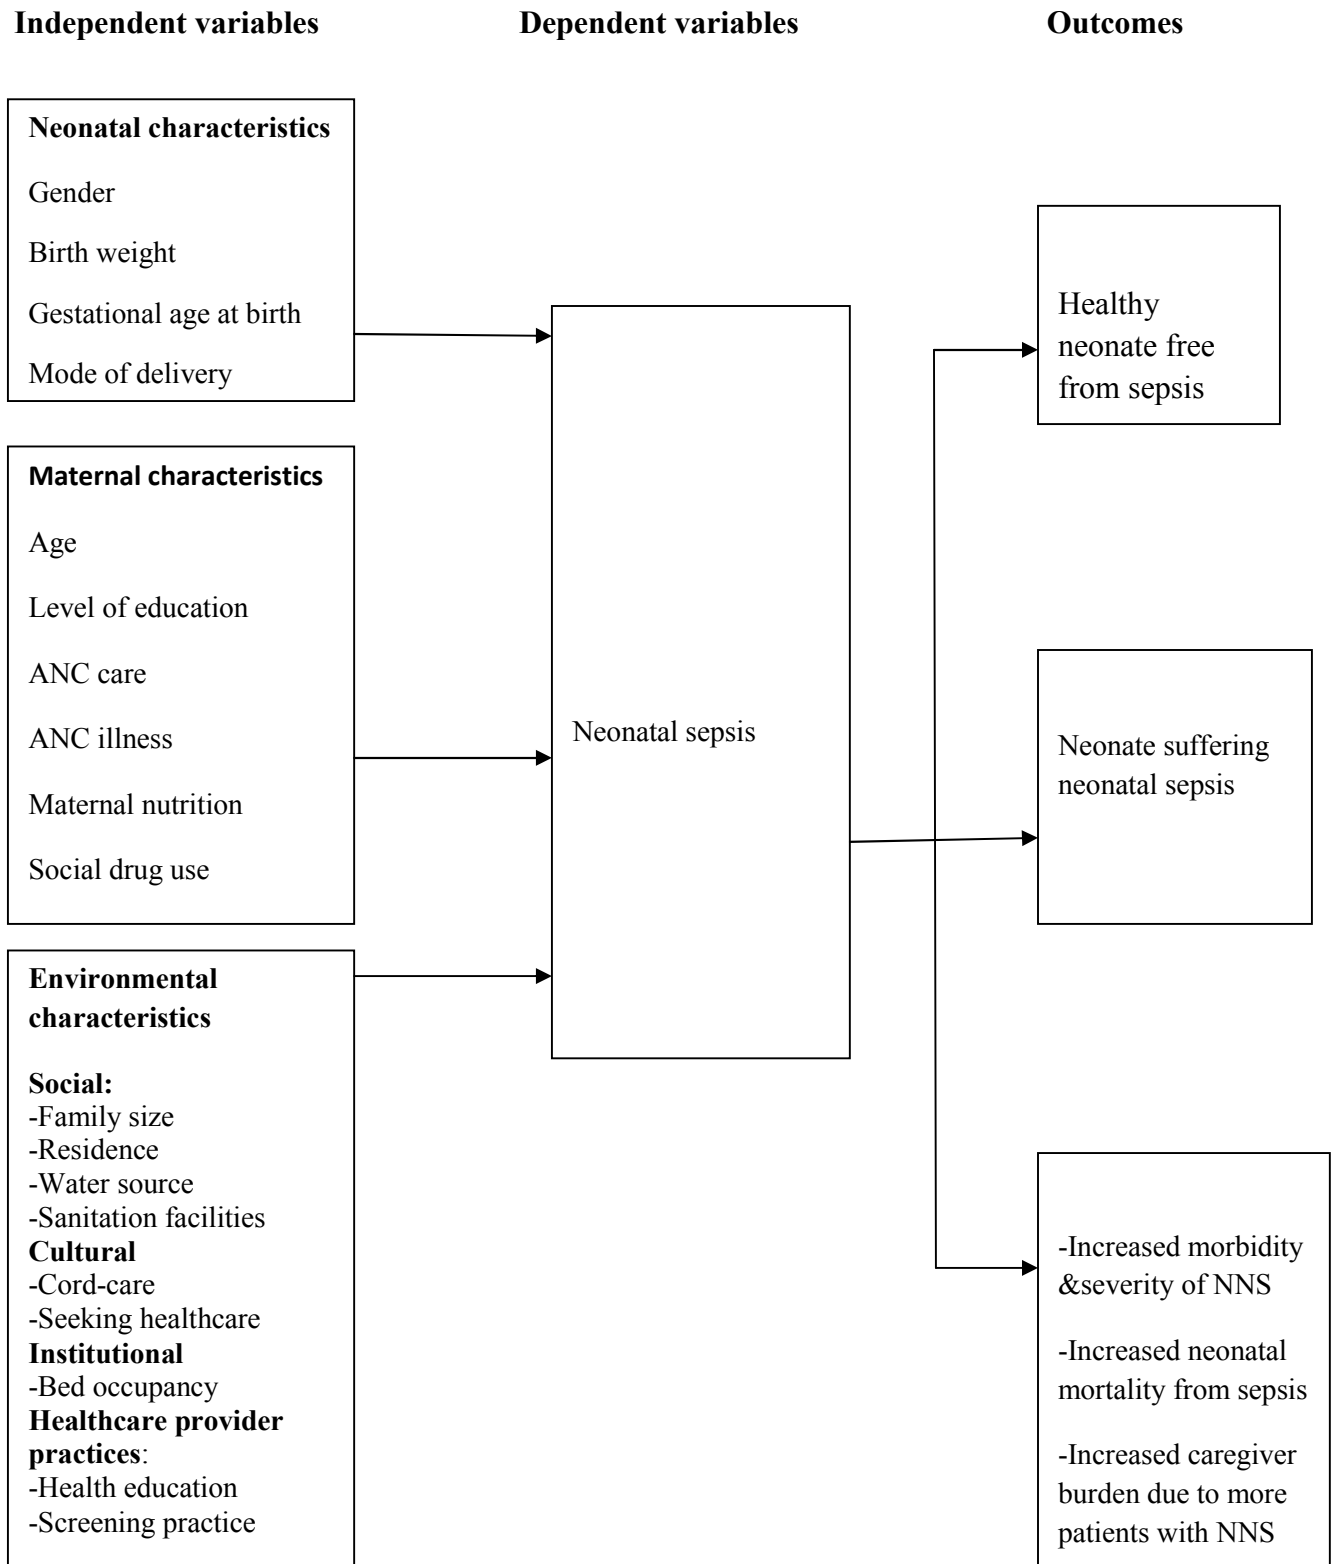 Independent variables
Dependent variables
Outcomes
Neonatal characteristics
Gender
Birth weight
Gestational age at birth
Mode of delivery
Maternal characteristics
Age
Level of education
ANC care
ANC illness
Maternal nutrition
Social drug use
Environmental
characteristics
Social:
-Family size
-Residence
-Water source
-Sanitation facilities
Cultural
-Cord-care
-Seeking healthcare
Institutional
-Bed occupancy
Healthcare provider
practices:
-Health education
-Screening practice
Neonatal sepsis
Healthy
neonate free
from sepsis
Neonate suffering
neonatal sepsis
-Increased morbidity
&severity of NNS
-Increased neonatal
mortality from sepsis
-Increased caregiver
burden due to more
patients with NNS